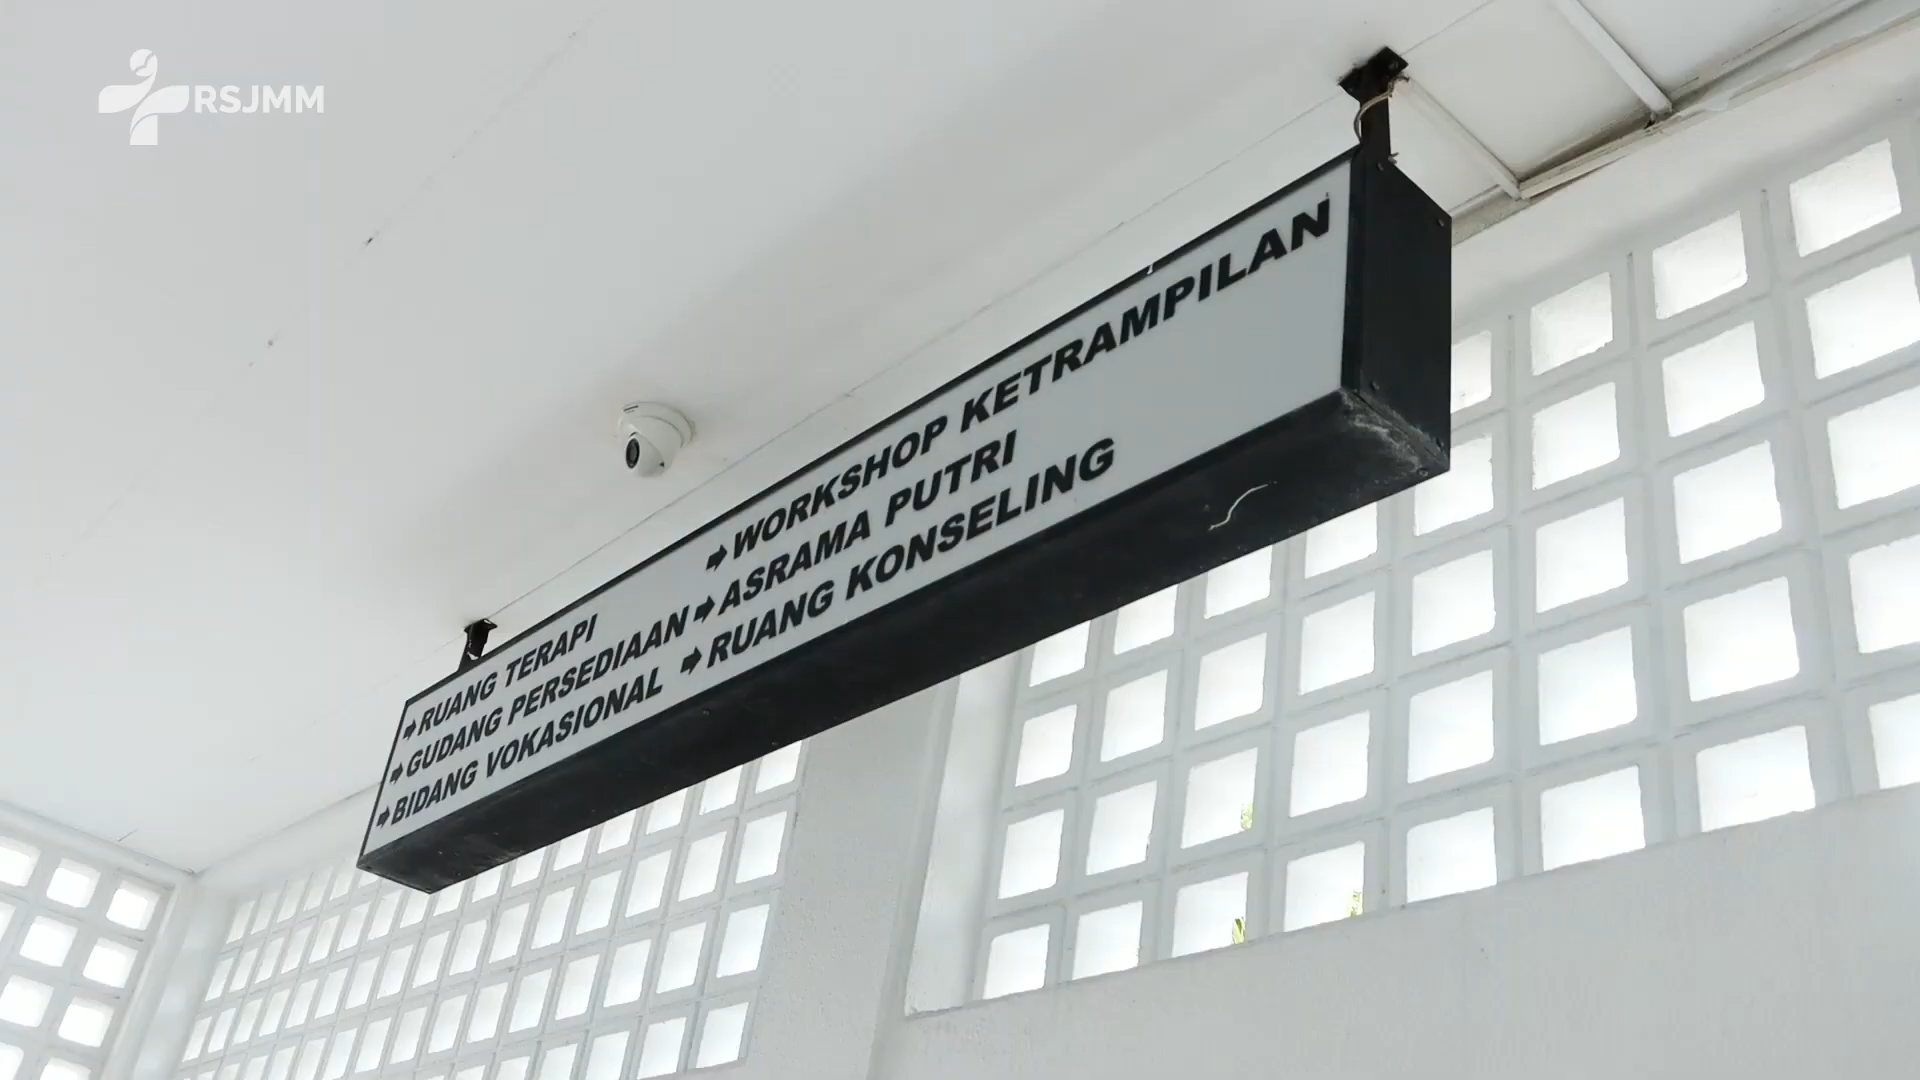 RSJMM
➡RUANG TERAPI
➡GUDANG PERSEDIAAN
➡BIDANG VOKASIONAL
➡WORKSHOP KETRAMPILAN
➡ASRAMA PUTRI
➡RUANG KONSELING